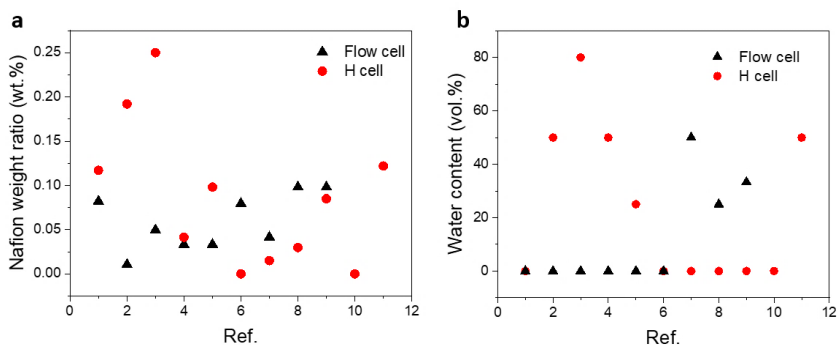 a
Nafion weight ratio (wt.%)
0.25
0.20
0.15
0.10
0.05
0.00
0 2 4 6 8 10 12
Ref.
Flow cell
H cell
b
Water content (vol.%)
80
60
40
20
0
0 2 4 6 8 10 12
Ref.
Flow cell
H cell